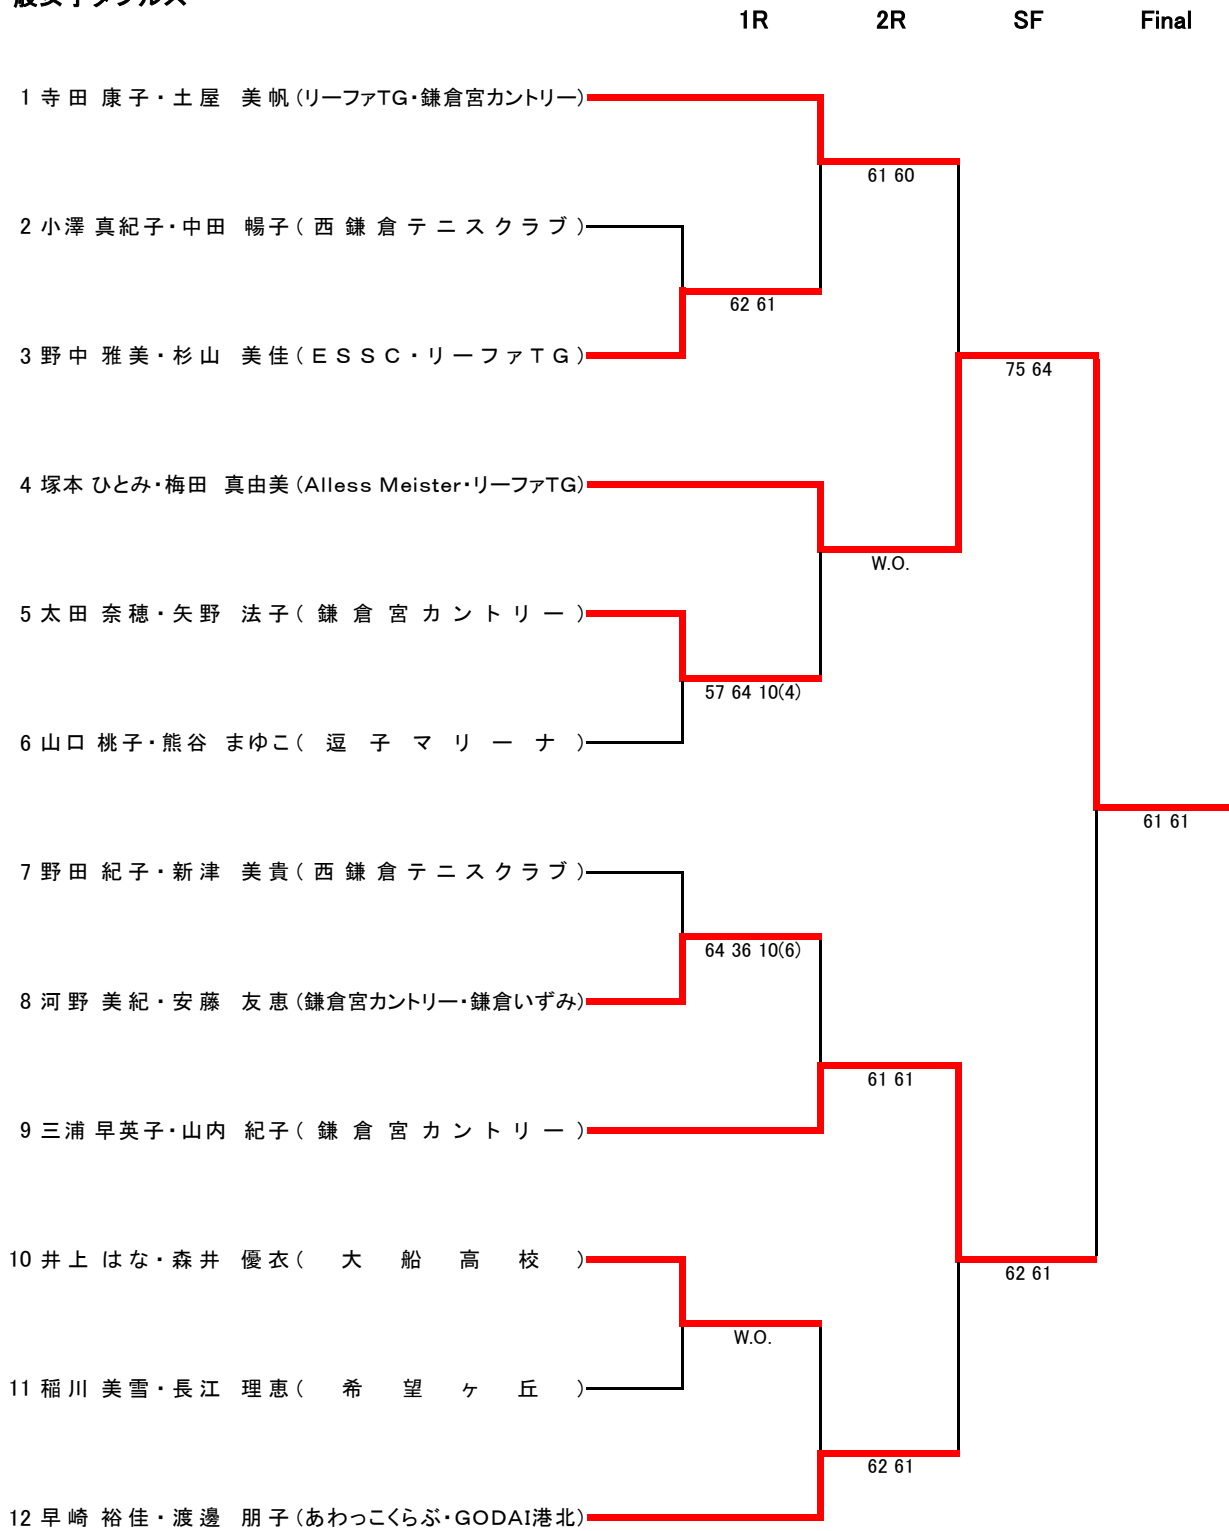 1R 2R SF Final
1 寺田 康子・土屋 美帆(リーファTG・鎌倉宮カントリー)
61 60
2 小澤 真紀子・中田 暢子(西鎌倉テニスクラブ)
62 61
3 野中 雅美・杉山 美佳(ESSC・リーファTG)
75 64
4 塚本 ひとみ・梅田 真由美(Alless Meister・リーファTG)
W.O.
5 太田 奈穂・矢野 法子(鎌倉宮カントリー)
57 64 10(4)
6 山口 桃子・熊谷 まゆこ(逗子マリーナ)
61 61
7 野田 紀子・新津 美貴(西鎌倉テニスクラブ)
64 36 10(6)
8 河野 美紀・安藤 友恵(鎌倉宮カントリー・鎌倉いずみ)
61 61
9 三浦 早英子・山内 紀子(鎌倉宮カントリー)
10 井上 はな・森井 優衣(大船高校)
62 61
W.O.
11 稲川 美雪・長江 理恵(希望ヶ丘)
62 61
12 早崎 裕佳・渡邊 朋子(あわっこくらぶ・GODAI港北)